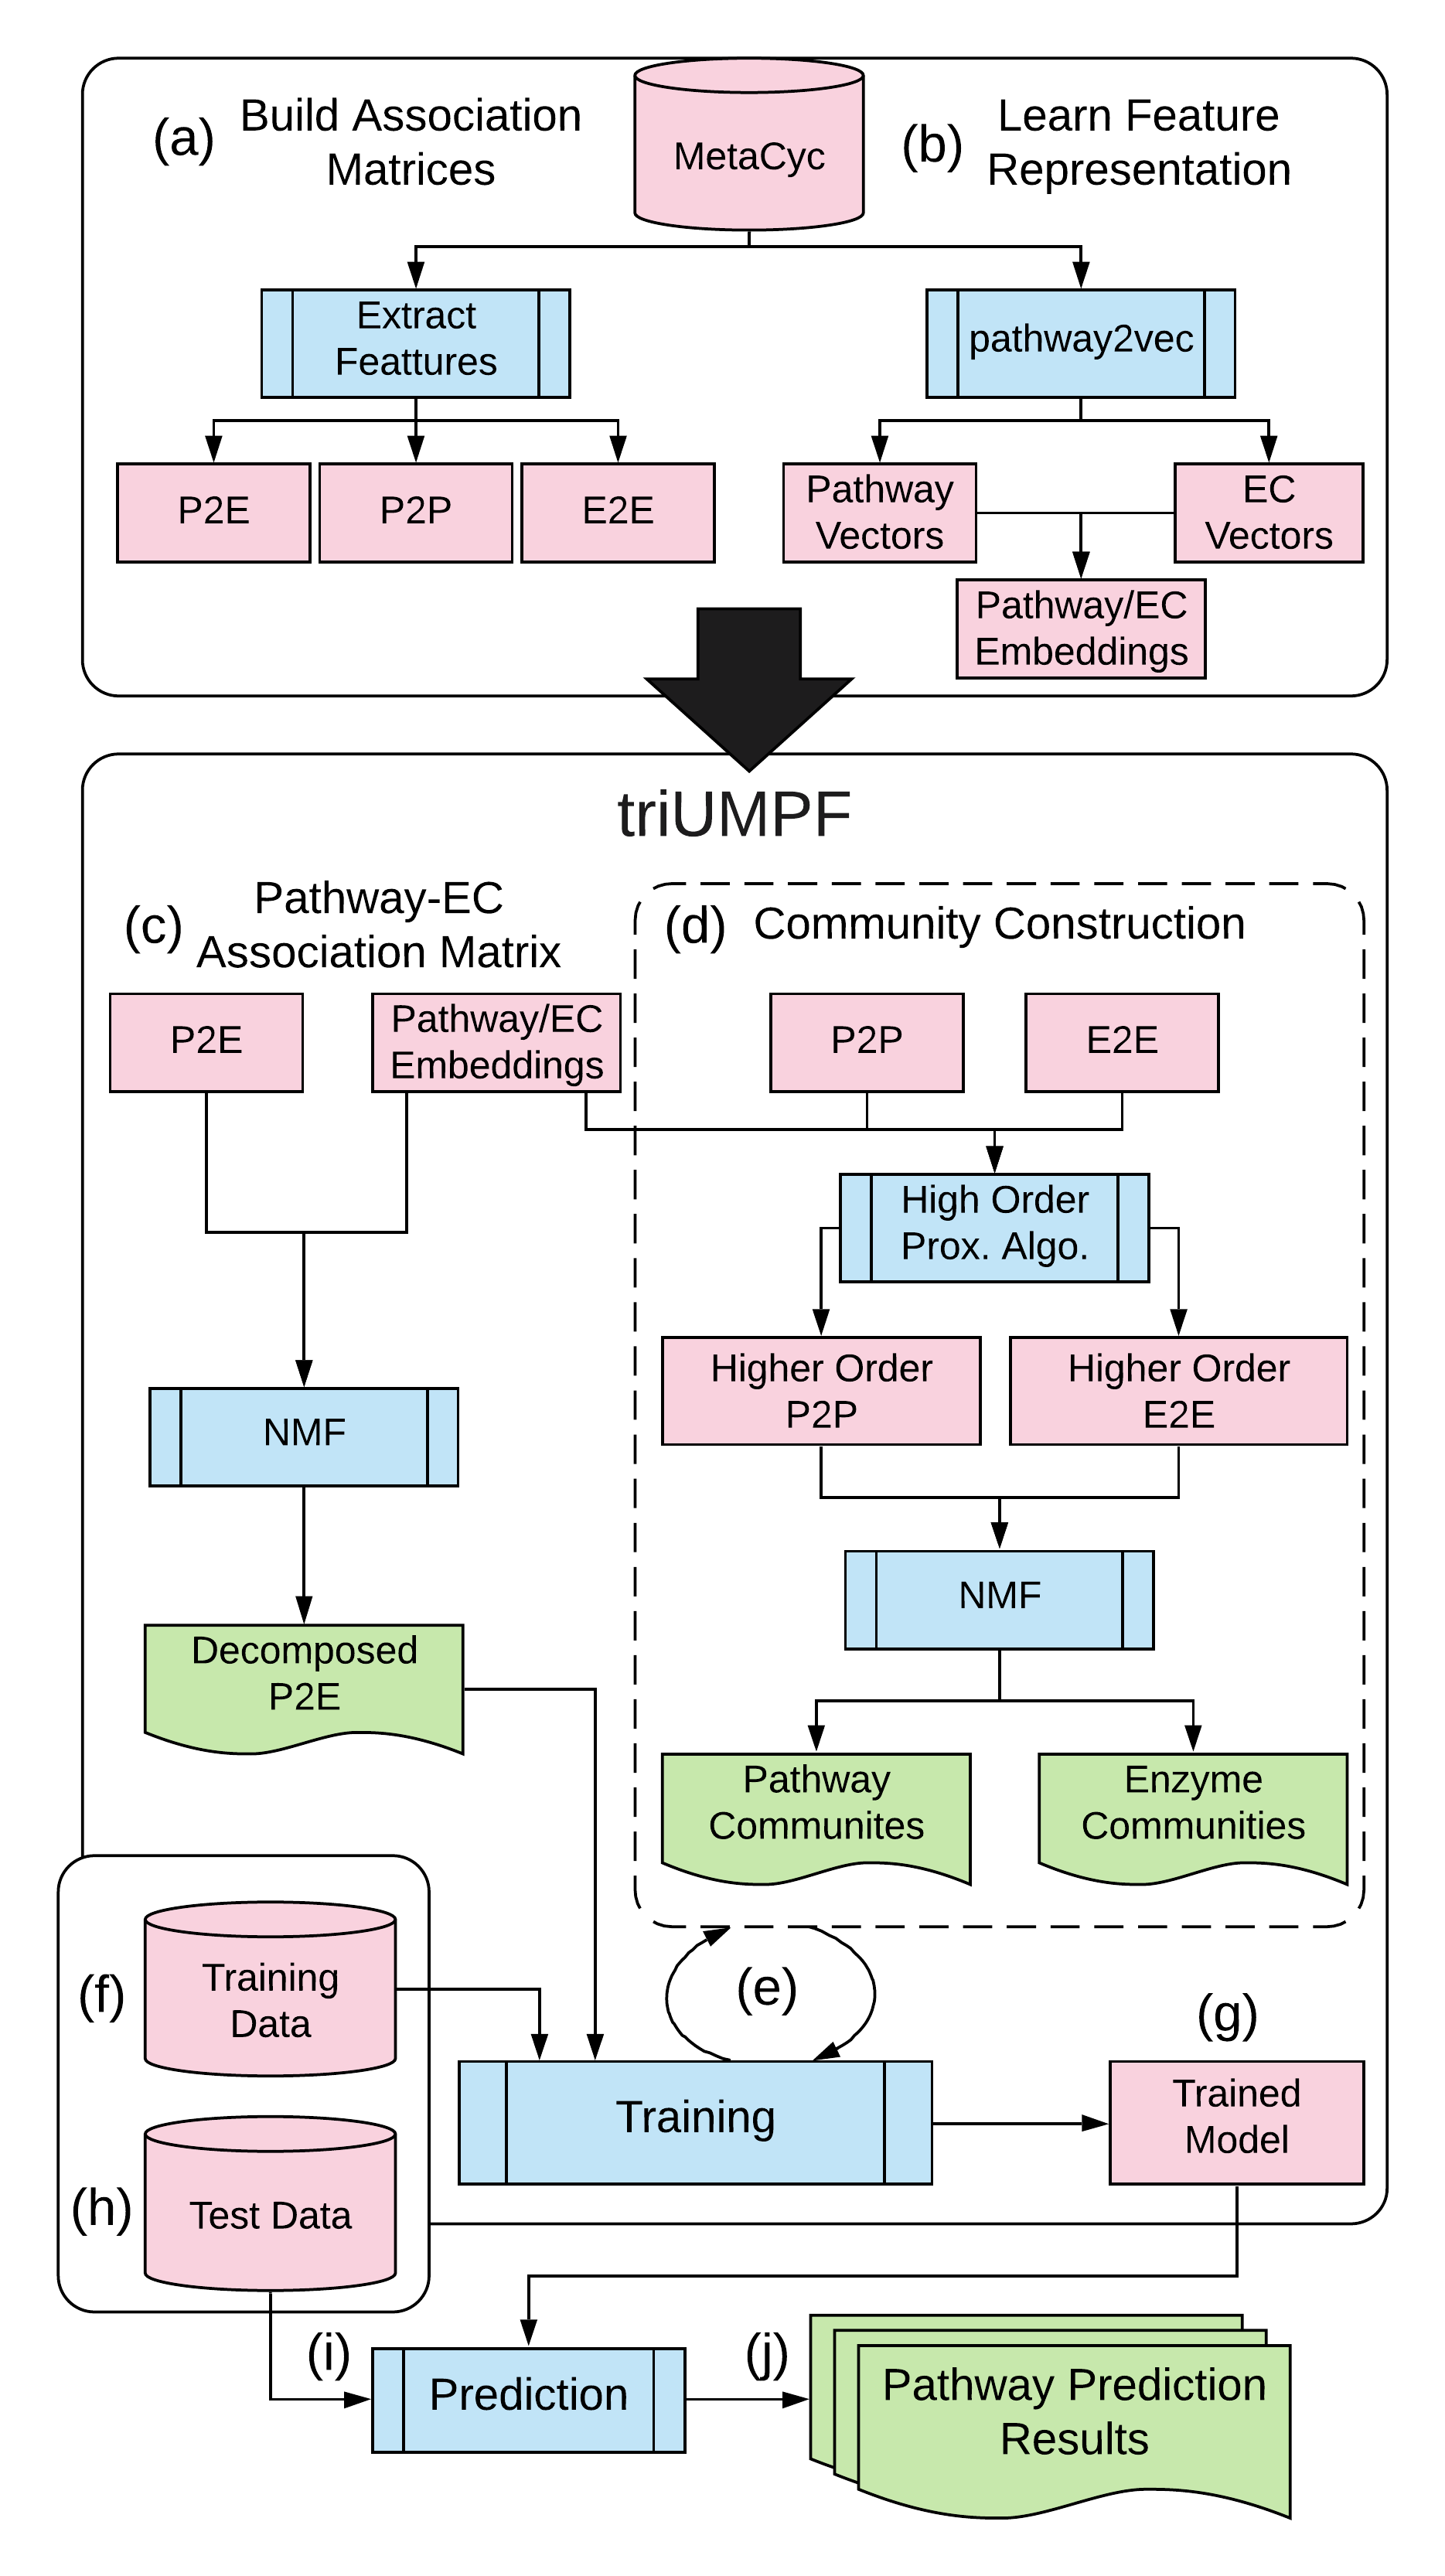 (a)
Build Association
Matrices
MetaCyc
(b)
Learn Feature
Representation
Extract
Feattures
pathway2vec
P2E
P2P
E2E
Pathway
Vectors
EC
Vectors
Pathway/EC
Embeddings
triUMPF
(c)
Pathway-EC
Association Matrix
(d)
Community Construction
P2E
Pathway/EC
Embeddings
P2P
E2E
High Order
Prox. Algo.
Higher Order
P2P
Higher Order
E2E
NMF
NMF
Decomposed
P2E
Pathway
Communites
Enzyme
Communities
(f)
Training
Data
(e)
(g)
Training
Trained
Model
(h)
Test Data
(i)
Prediction
(j)
Pathway Prediction
Results